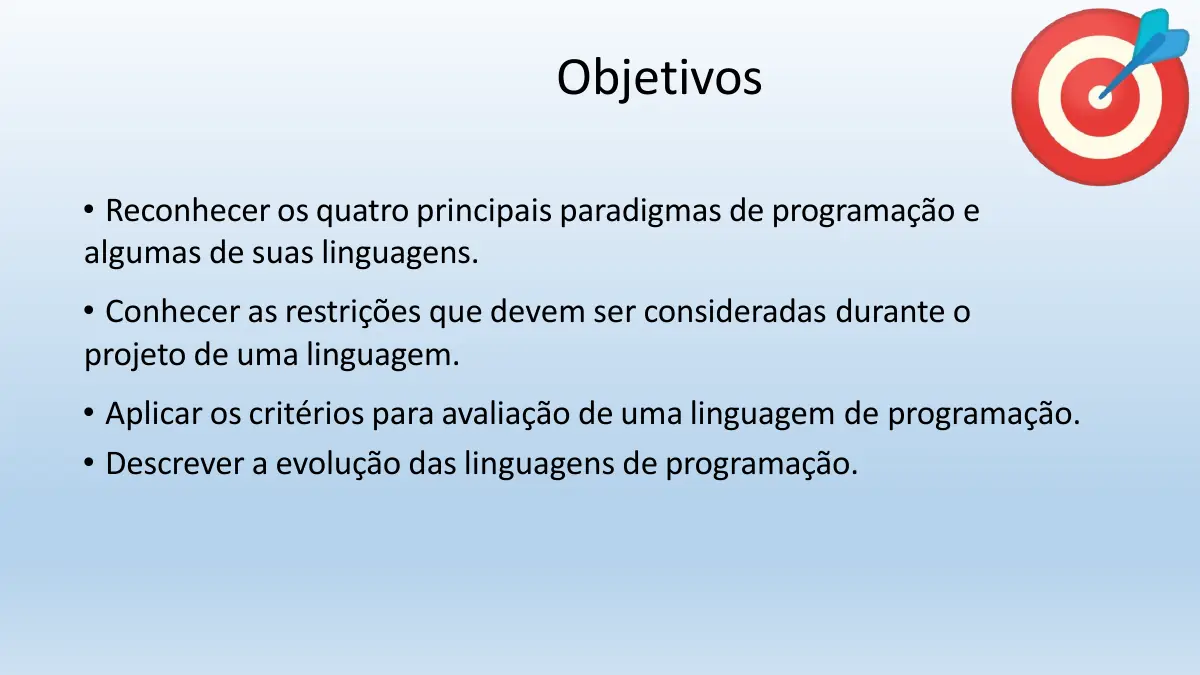 Objetivos
• Reconhecer os quatro principais paradigmas de programação e
algumas de suas linguagens.
• Conhecer as restrições que devem ser consideradas durante o
projeto de uma linguagem.
• Aplicar os critérios para avaliação de uma linguagem de programação.
• Descrever a evolução das linguagens de programação.